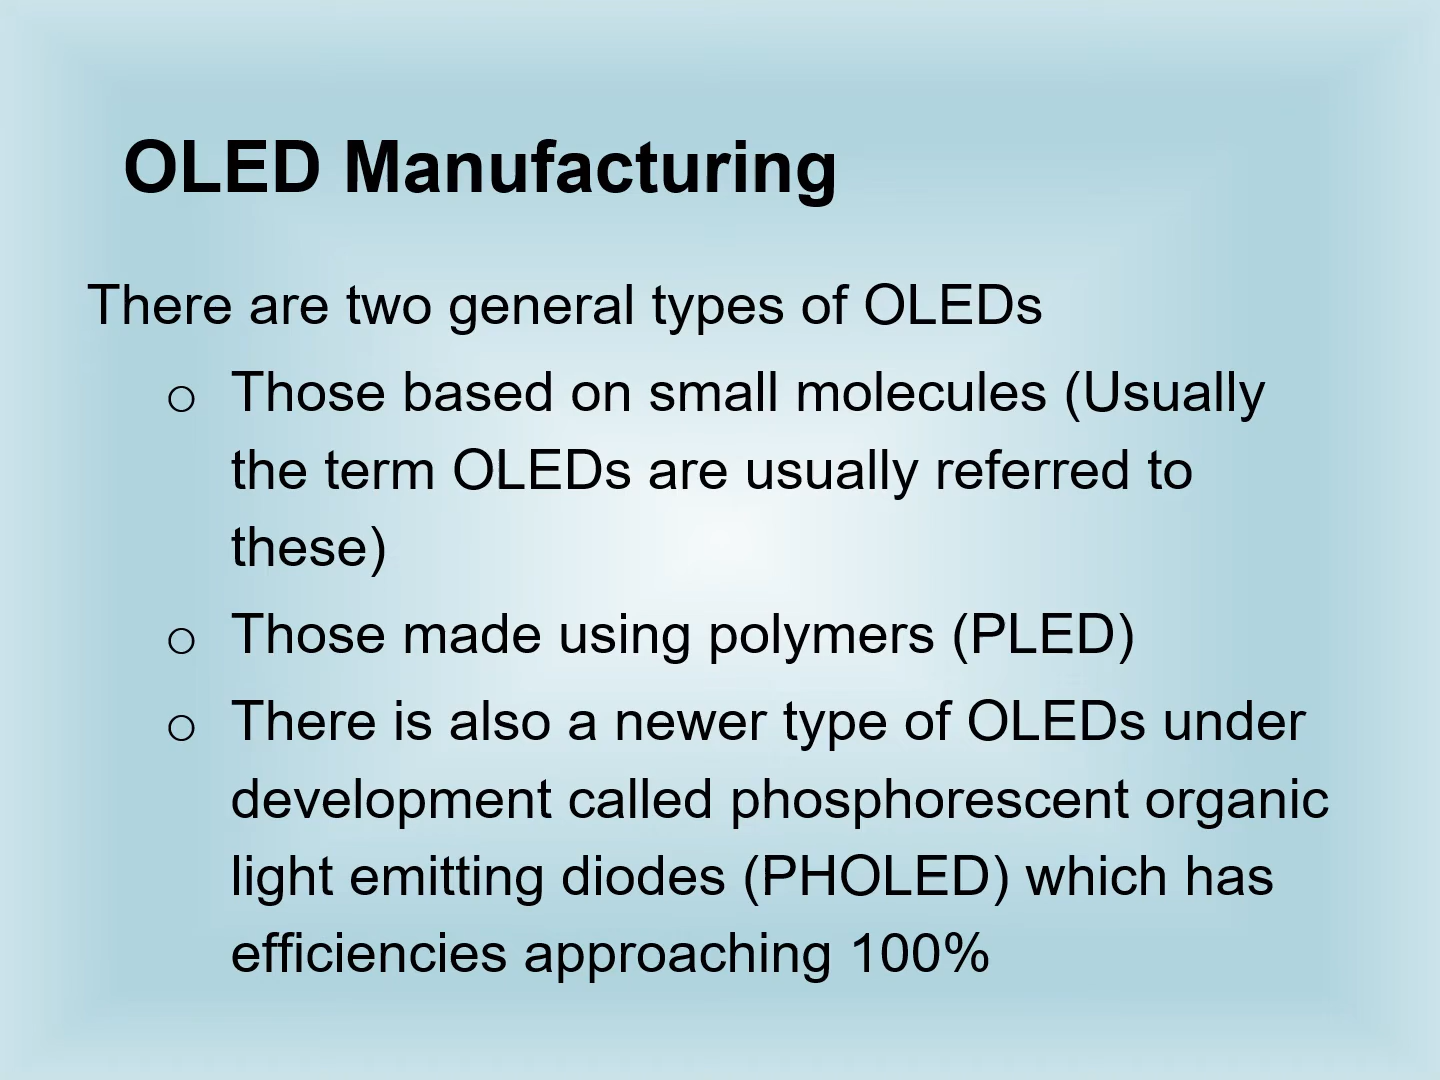 OLED Manufacturing
There are two general types of OLEDs
o Those based on small molecules (Usually
the term OLEDs are usually referred to
these)
o Those made using polymers (PLED)
o There is also a newer type of OLEDs under
development called phosphorescent organic
light emitting diodes (PHOLED) which has
efficiencies approaching 100%